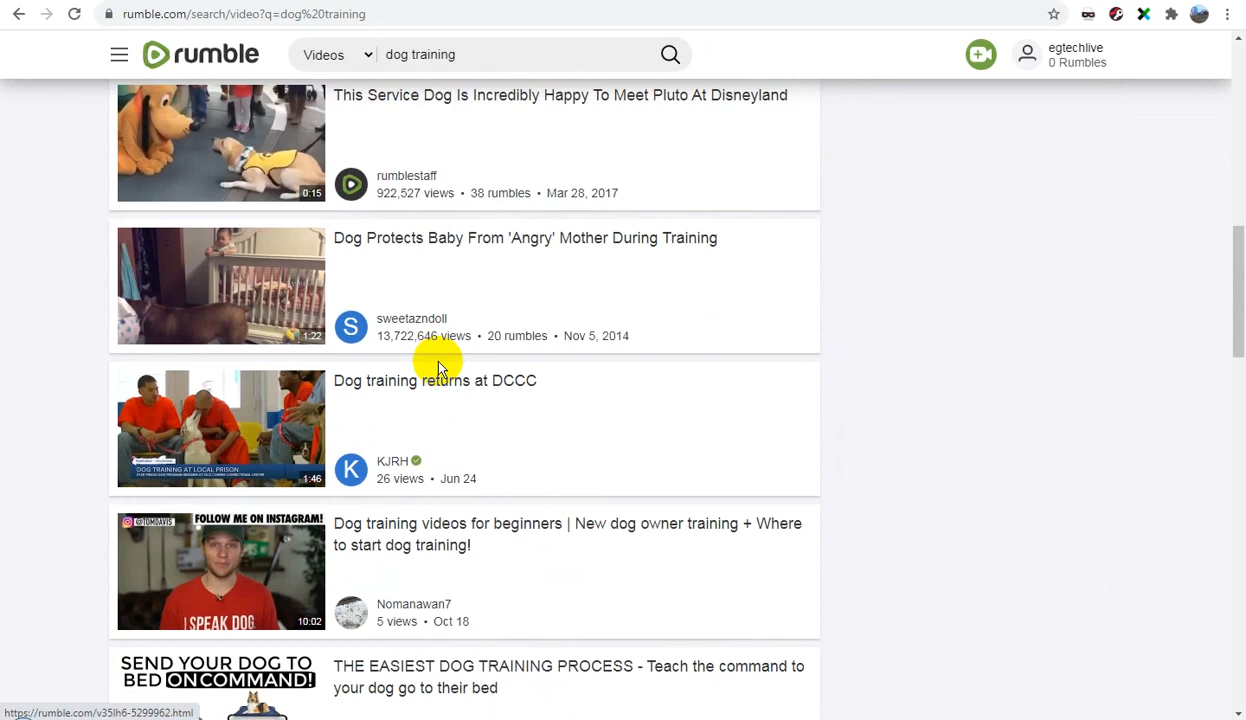 rumble.com/search/video?q=dog%20training
rumble
Videos
dog training
egtechlive
0 Rumbles
This Service Dog Is Incredibly Happy To Meet Pluto At Disneyland
0:15
rumblestaff
922,527 views • 38 rumbles • Mar 28, 2017
Dog Protects Baby From 'Angry' Mother During Training
1:22
S
sweetazndoll
13,722,646 views • 20 rumbles • Nov 5, 2014
Dog training returns at DCCC
DOG TRAINING AT LOCAL PRISON
1:46
K
KJRH
26 views • Jun 24
FOLLOW ME ON INSTAGRAM!
@TOMDAVIS
I SPEAK DOG.
10:02
Dog training videos for beginners | New dog owner training + Where
to start dog training!
Nomanawan7
5 views • Oct 18
SEND YOUR DOG TO
BED ON COMMAND!
THE EASIEST DOG TRAINING PROCESS - Teach the command to
your dog go to their bed
https://rumble.com/v35lh6-5299962.html